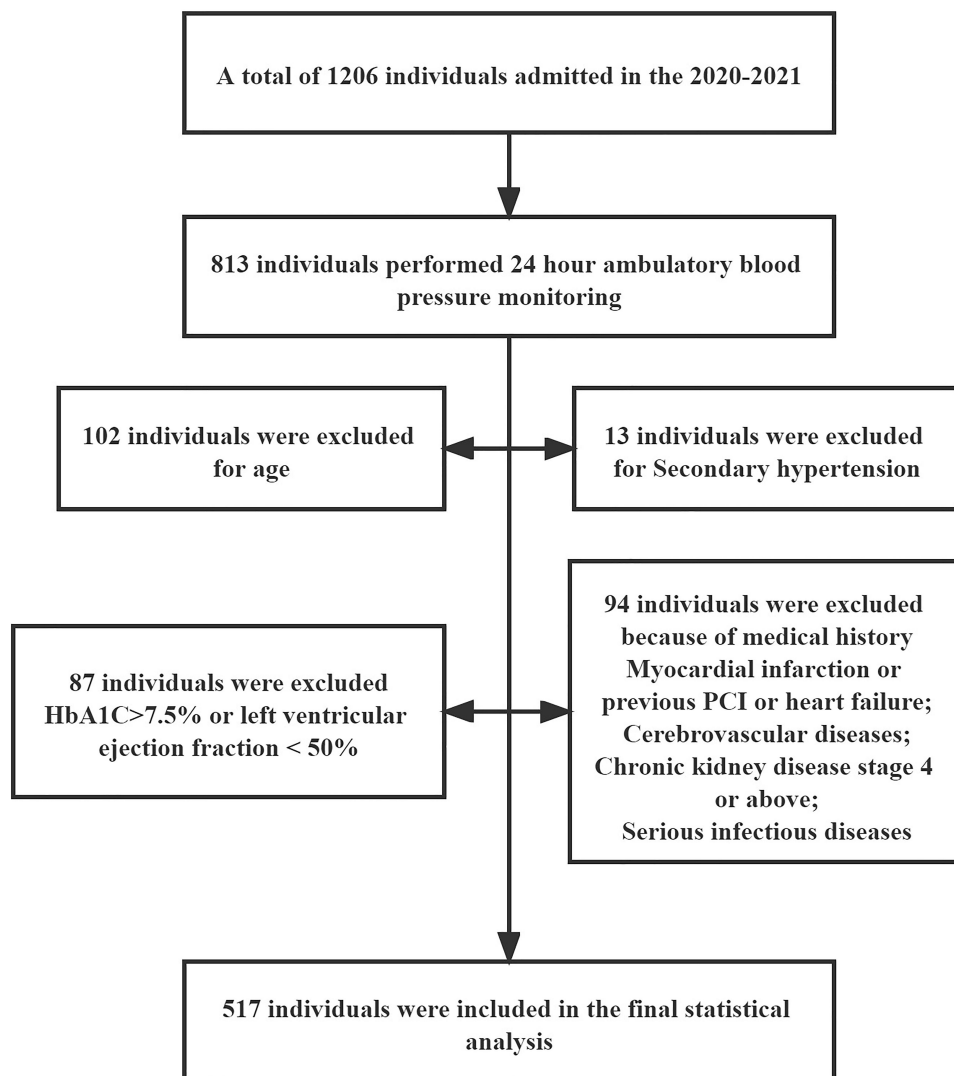 A total of 1206 individuals admitted in the 2020-2021
813 individuals performed 24 hour ambulatory blood
pressure monitoring
102 individuals were excluded
for age
13 individuals were excluded
for Secondary hypertension
87 individuals were excluded
HbA1C>7.5% or left ventricular
ejection fraction < 50%
94 individuals were excluded
because of medical history
Myocardial infarction or
previous PCI or heart failure;
Cerebrovascular diseases;
Chronic kidney disease stage 4
or above;
Serious infectious diseases
517 individuals were included in the final statistical
analysis